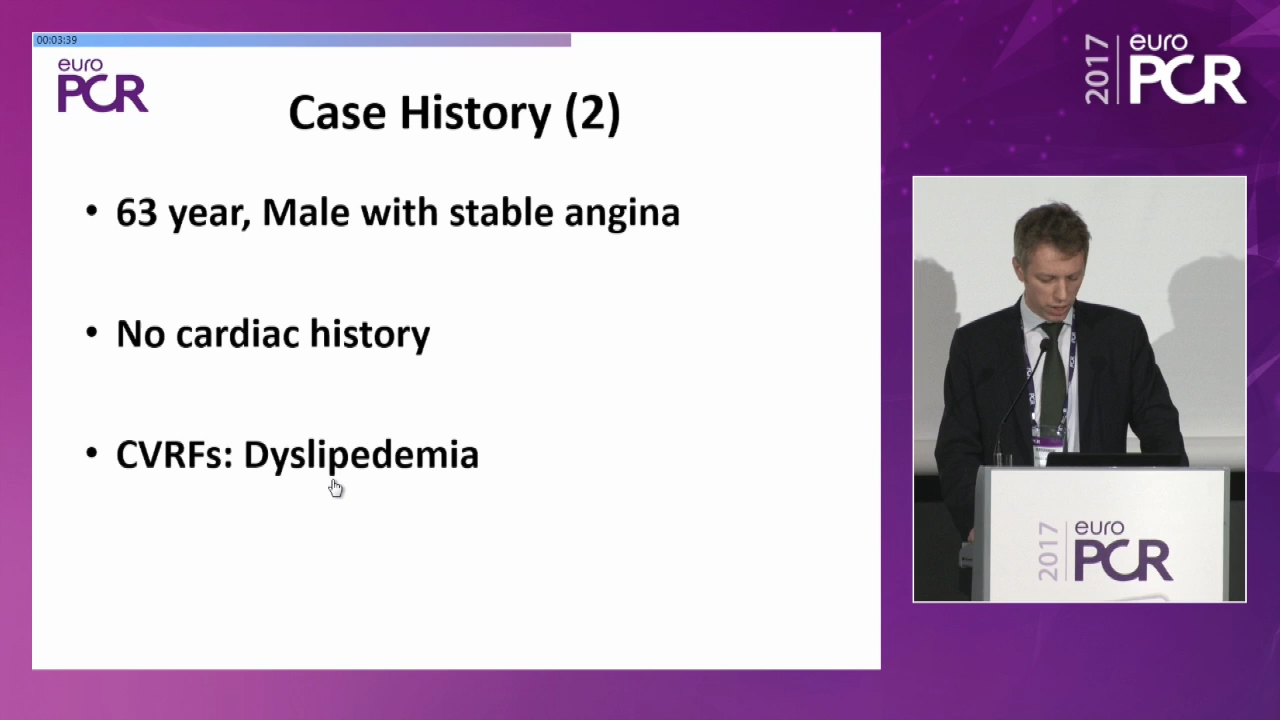 00:03:39
euro
PCR
Case History (2)
• 63 year, Male with stable angina
• No cardiac history
• CVRFs: Dyslipedemia
2017
euro
PCR
2017
euro
PCR